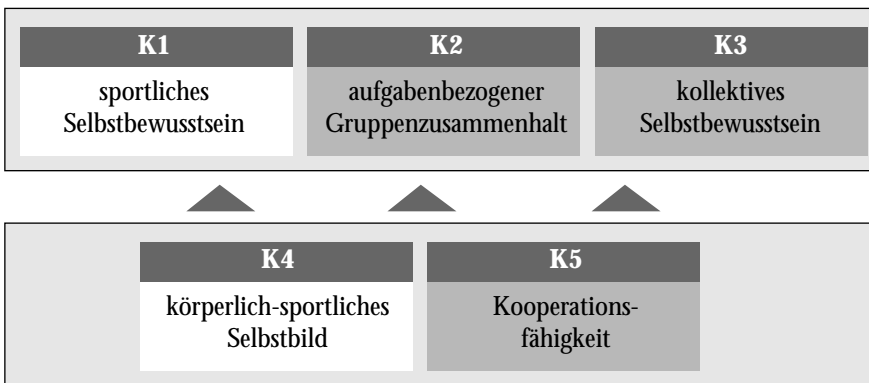 K1
sportliches
Selbstbewusstsein
K2
aufgabenbezogener
Gruppenzusammenhalt
K3
kollektives
Selbstbewusstsein
K4
körperlich-sportliches
Selbstbild
K5
Kooperations-
fähigkeit